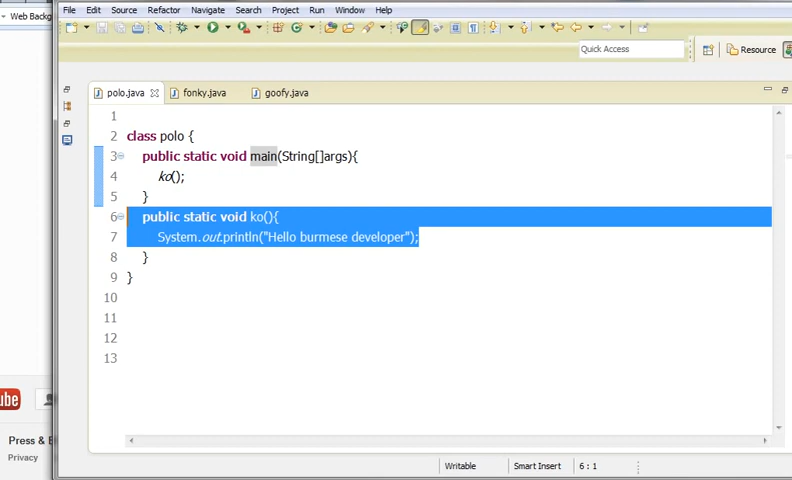 File Edit Source Refactor Navigate Search Project Run Window Help
Web Backg
Quick Access
Resource
polo.java fonky.java goofy.java
1
2 class polo {
3 public static void main(String[]args){
4 ko();
5 }
6 public static void ko(){
7 System.out.println("Hello burmese developer");
8 }
9 }
10
11
12
13
ube
Press & B
Privacy
Writable Smart Insert 6 : 1